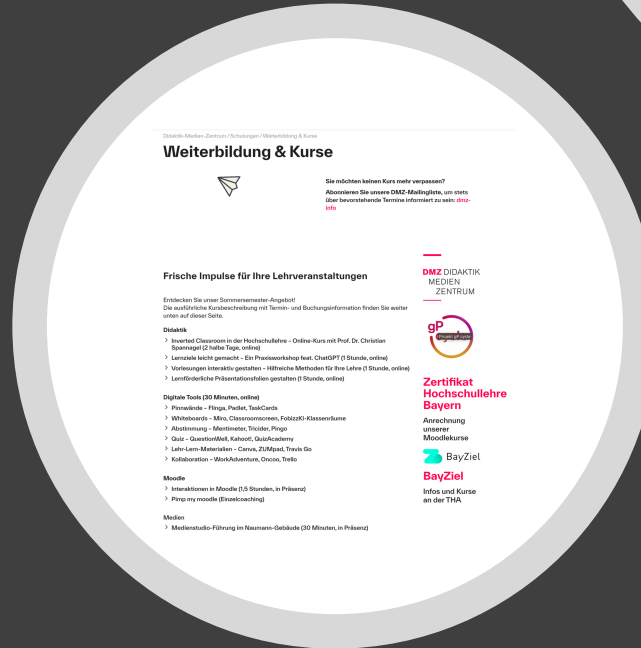 Didaktik-Medien-Zentrum / Schulungen / Weiterbildung & Kurse
Weiterbildung & Kurse
Sie möchten keinen Kurs mehr verpassen?
Abonnieren Sie unsere DMZ-Mailingliste, um stets
über bevorstehende Termine informiert zu sein: dmz-
info
Frische Impulse für Ihre Lehrveranstaltungen
Entdecken Sie unser Sommersemester-Angebot!
Die ausführliche Kursbeschreibung mit Termin- und Buchungsinformation finden Sie weiter
unten auf dieser Seite.
Didaktik
Inverted Classroom in der Hochschullehre – Online-Kurs mit Prof. Dr. Christian
Spannagel (2 halbe Tage, online)
Lernziele leicht gemacht – Ein Praxisworkshop feat. ChatGPT (1 Stunde, online)
Vorlesungen interaktiv gestalten – Hilfreiche Methoden für Ihre Lehre (1 Stunde, online)
Lernförderliche Präsentationsfolien gestalten (1 Stunde, online)
Digitale Tools (30 Minuten, online)
Pinnwände – Flinga, Padlet, TaskCards
Whiteboards – Miro, Classroomscreen, FobizzKI-Klassenräume
Abstimmung – Mentimeter, Tricider, Pingo
Quiz – QuestionWell, Kahoot!, QuizAcademy
Lehr-Lern-Materialien – Canva, ZUMpad, Travis Go
Kollaboration – WorkAdventure, Oncoo, Trello
Moodle
Interaktionen in Moodle (1,5 Stunden, in Präsenz)
Pimp my moodle (Einzelcoaching)
Medien
Medienstudio-Führung im Naumann-Gebäude (30 Minuten, in Präsenz)
DMZ DIDAKTIK
MEDIEN
ZENTRUM
gP
Projekt gP cycle
Zertifikat
Hochschullehre
Bayern
Anrechnung
unserer
Moodlekurse
BayZiel
BayZiel
Infos und Kurse
an der THA